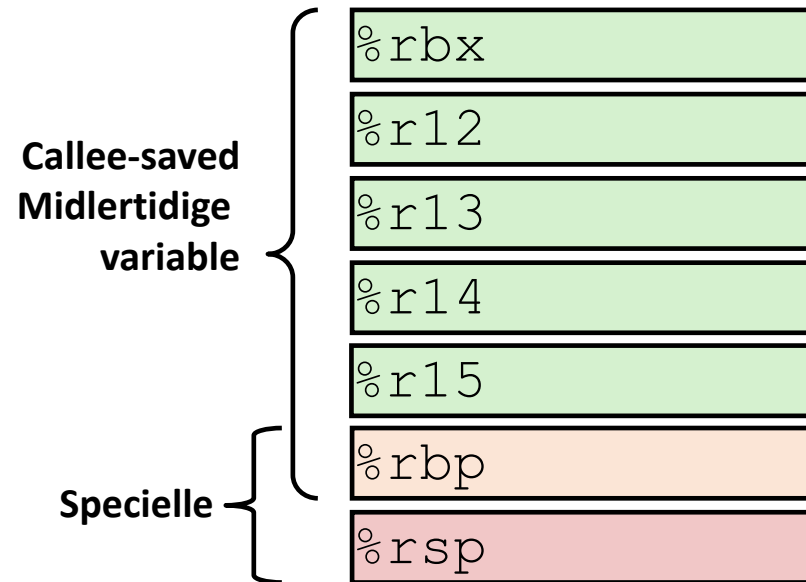 Callee-saved
Midlertidige
variable
Specielle
%rbx
%r12
%r13
%r14
%r15
%rbp
%rsp